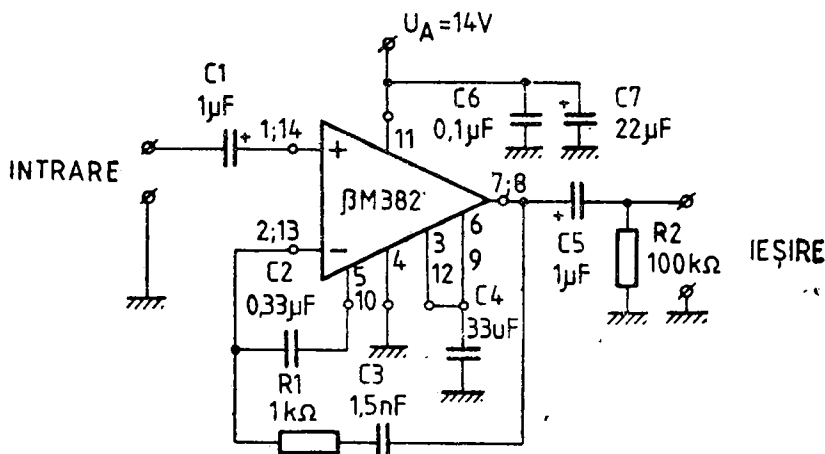 U_A = 14V
C1
1µF
+
1;14
11
C6
0,1µF
+
C7
22µF
INTRARE
+
βM382
7;8
2;13
−
C2
0,33µF
5
10
4
3
12
6
9
C4
33uF
+
C5
1µF
R2
100kΩ
IEȘIRE
R1
1kΩ
C3
1,5nF